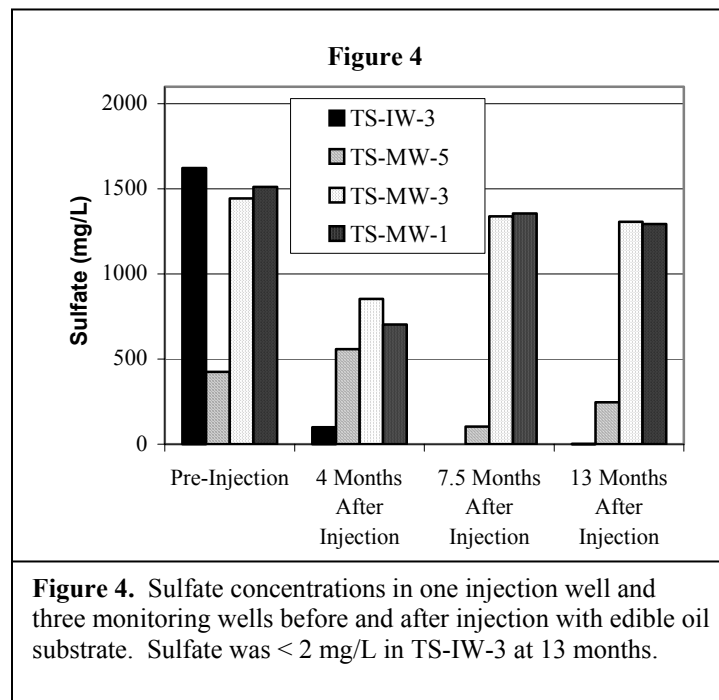 Figure 4
2000
1500
1000
500
0
Sulfate (mg/L)
TS-IW-3
TS-MW-5
TS-MW-3
TS-MW-1
Pre-Injection
4 Months
After
Injection
7.5 Months
After
Injection
13 Months
After
Injection
Figure 4. Sulfate concentrations in one injection well and
three monitoring wells before and after injection with edible oil
substrate. Sulfate was < 2 mg/L in TS-IW-3 at 13 months.